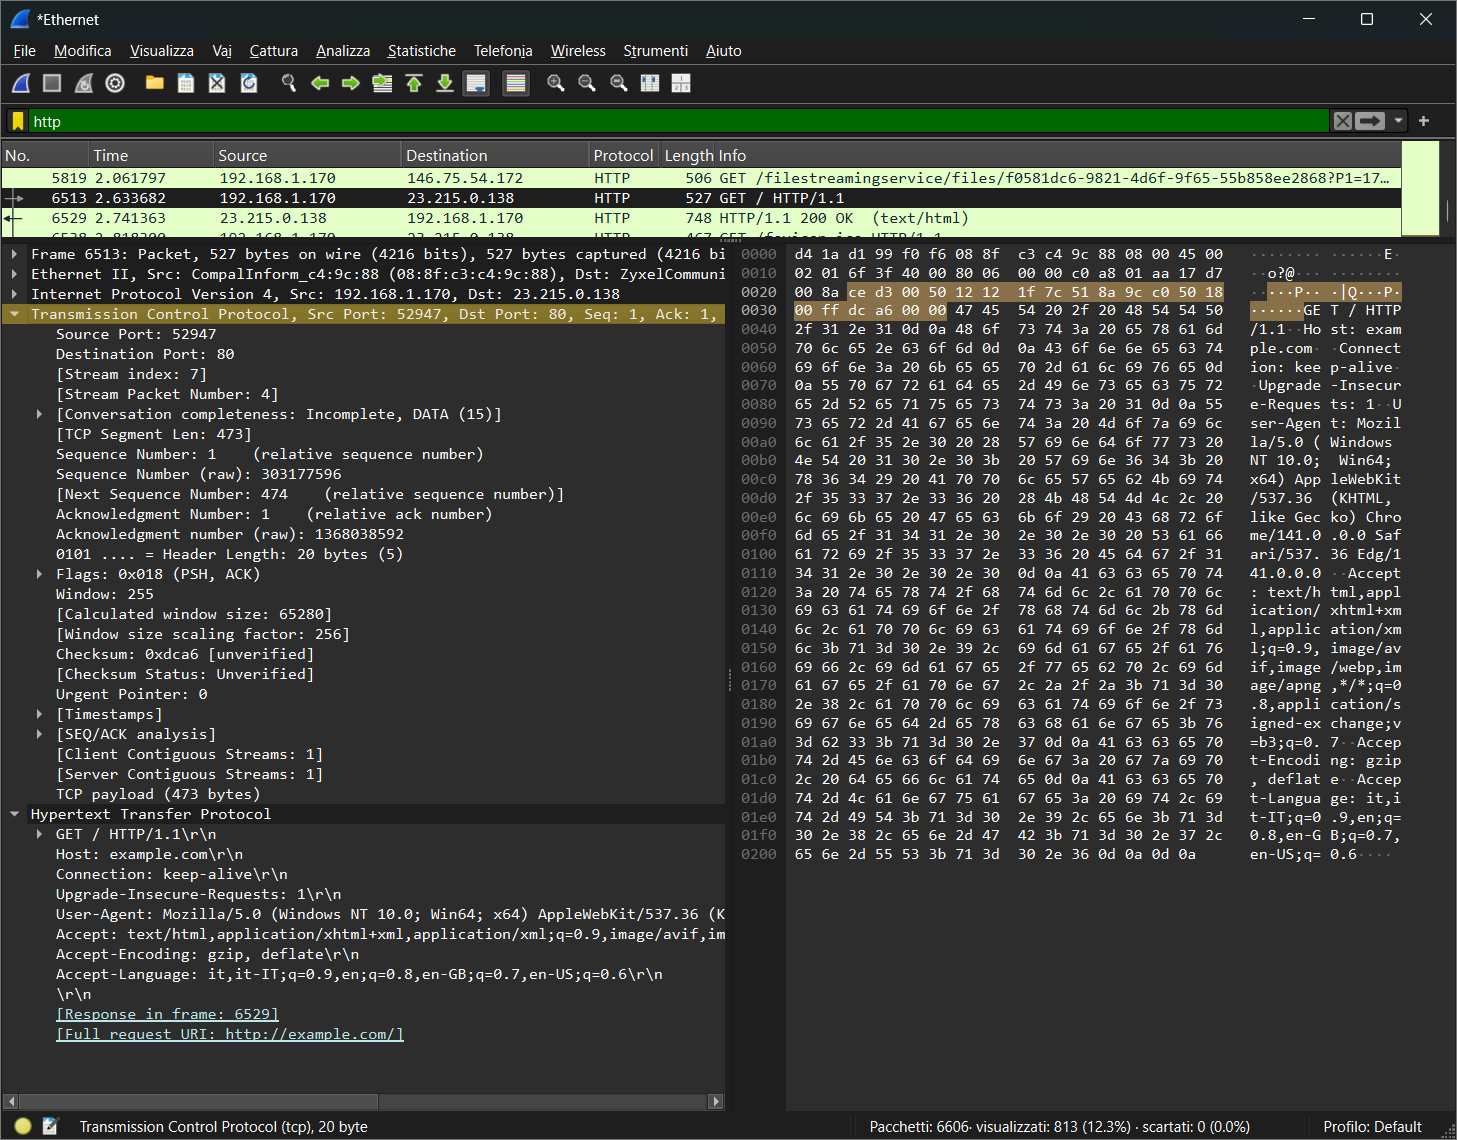 *Ethernet
File Modifica Visualizza Vai Cattura Analizza Statistiche Telefonia Wireless Strumenti Aiuto
http
No. Time Source Destination Protocol Length Info
5819 2.061797 192.168.1.170 146.75.54.172 HTTP 506 GET /filestreamingservice/files/f0581dc6-9821-4d6f-9f65-55b858ee2868?P1=17…
6513 2.633682 192.168.1.170 23.215.0.138 HTTP 527 GET / HTTP/1.1
6529 2.741363 23.215.0.138 192.168.1.170 HTTP 748 HTTP/1.1 200 OK  (text/html)
Frame 6513: Packet, 527 bytes on wire (4216 bits), 527 bytes captured (4216 bi
Ethernet II, Src: CompalInform_c4:9c:88 (08:8f:c3:c4:9c:88), Dst: ZyxelCommuni
Internet Protocol Version 4, Src: 192.168.1.170, Dst: 23.215.0.138
Transmission Control Protocol, Src Port: 52947, Dst Port: 80, Seq: 1, Ack: 1,
Source Port: 52947
Destination Port: 80
[Stream index: 7]
[Stream Packet Number: 4]
[Conversation completeness: Incomplete, DATA (15)]
[TCP Segment Len: 473]
Sequence Number: 1    (relative sequence number)
Sequence Number (raw): 303177596
[Next Sequence Number: 474    (relative sequence number)]
Acknowledgment Number: 1    (relative ack number)
Acknowledgment number (raw): 1368038592
0101 .... = Header Length: 20 bytes (5)
Flags: 0x018 (PSH, ACK)
Window: 255
[Calculated window size: 65280]
[Window size scaling factor: 256]
Checksum: 0xdca6 [unverified]
[Checksum Status: Unverified]
Urgent Pointer: 0
[Timestamps]
[SEQ/ACK analysis]
[Client Contiguous Streams: 1]
[Server Contiguous Streams: 1]
TCP payload (473 bytes)
Hypertext Transfer Protocol
GET / HTTP/1.1\r\n
Host: example.com\r\n
Connection: keep-alive\r\n
Upgrade-Insecure-Requests: 1\r\n
User-Agent: Mozilla/5.0 (Windows NT 10.0; Win64; x64) AppleWebKit/537.36 (K
Accept: text/html,application/xhtml+xml,application/xml;q=0.9,image/avif,im
Accept-Encoding: gzip, deflate\r\n
Accept-Language: it,it-IT;q=0.9,en;q=0.8,en-GB;q=0.7,en-US;q=0.6\r\n
\r\n
[Response in frame: 6529]
[Full request URI: http://example.com/]
0000 d4 1a d1 99 f0 f6 08 8f c3 c4 9c 88 08 00 45 00 ··············E·
0010 02 01 6f 3f 40 00 80 06 00 00 c0 a8 01 aa 17 d7 ··o?@···········
0020 00 8a ce d3 00 50 12 12 1f 7c 51 8a 9c c0 50 18 ·····P···|Q···P·
0030 00 ff dc a6 00 00 47 45 54 20 2f 20 48 54 54 50 ······GET / HTTP
0040 2f 31 2e 31 0d 0a 48 6f 73 74 3a 20 65 78 61 6d /1.1··Host: exam
0050 70 6c 65 2e 63 6f 6d 0d 0a 43 6f 6e 6e 65 63 74 ple.com··Connect
0060 69 6f 6e 3a 20 6b 65 65 70 2d 61 6c 69 76 65 0d ion: keep-alive·
0070 0a 55 70 67 72 61 64 65 2d 49 6e 73 65 63 75 72 ·Upgrade-Insecur
0080 65 2d 52 65 71 75 65 73 74 73 3a 20 31 0d 0a 55 e-Requests: 1··U
0090 73 65 72 2d 41 67 65 6e 74 3a 20 4d 6f 7a 69 6c ser-Agent: Mozil
00a0 6c 61 2f 35 2e 30 20 28 57 69 6e 64 6f 77 73 20 la/5.0 (Windows
00b0 4e 54 20 31 30 2e 30 3b 20 57 69 6e 36 34 3b 20 NT 10.0; Win64;
00c0 78 36 34 29 20 41 70 70 6c 65 57 65 62 4b 69 74 x64) AppleWebKit
00d0 2f 35 33 37 2e 33 36 20 28 4b 48 54 4d 4c 2c 20 /537.36 (KHTML,
00e0 6c 69 6b 65 20 47 65 63 6b 6f 29 20 43 68 72 6f like Gecko) Chro
00f0 6d 65 2f 31 34 31 2e 30 2e 30 2e 30 20 53 61 66 me/141.0.0.0 Saf
0100 61 72 69 2f 35 33 37 2e 33 36 20 45 64 67 2f 31 ari/537.36 Edg/1
0110 34 31 2e 30 2e 30 2e 30 0d 0a 41 63 63 65 70 74 41.0.0.0··Accept
0120 3a 20 74 65 78 74 2f 68 74 6d 6c 2c 61 70 70 6c : text/html,appl
0130 69 63 61 74 69 6f 6e 2f 78 68 74 6d 6c 2b 78 6d ication/xhtml+xm
0140 6c 2c 61 70 70 6c 69 63 61 74 69 6f 6e 2f 78 6d l,application/xm
0150 6c 3b 71 3d 30 2e 39 2c 69 6d 61 67 65 2f 61 76 l;q=0.9,image/av
0160 69 66 2c 69 6d 61 67 65 2f 77 65 62 70 2c 69 6d if,image/webp,im
0170 61 67 65 2f 61 70 6e 67 2c 2a 2f 2a 3b 71 3d 30 age/apng,*/*;q=0
0180 2e 38 2c 61 70 70 6c 69 63 61 74 69 6f 6e 2f 73 .8,application/s
0190 69 67 6e 65 64 2d 65 78 63 68 61 6e 67 65 3b 76 igned-exchange;v
01a0 3d 62 33 3b 71 3d 30 2e 37 0d 0a 41 63 63 65 70 =b3;q=0.7··Accep
01b0 74 2d 45 6e 63 6f 64 69 6e 67 3a 20 67 7a 69 70 t-Encoding: gzip
01c0 2c 20 64 65 66 6c 61 74 65 0d 0a 41 63 63 65 70 , deflate··Accep
01d0 74 2d 4c 61 6e 67 75 61 67 65 3a 20 69 74 2c 69 t-Language: it,i
01e0 74 2d 49 54 3b 71 3d 30 2e 39 2c 65 6e 3b 71 3d t-IT;q=0.9,en;q=
01f0 30 2e 38 2c 65 6e 2d 47 42 3b 71 3d 30 2e 37 2c 0.8,en-GB;q=0.7,
0200 65 6e 2d 55 53 3b 71 3d 30 2e 36 0d 0a 0d 0a en-US;q=0.6····
Transmission Control Protocol (tcp), 20 byte
Pacchetti: 6606· visualizzati: 813 (12.3%) · scartati: 0 (0.0%)
Profilo: Default